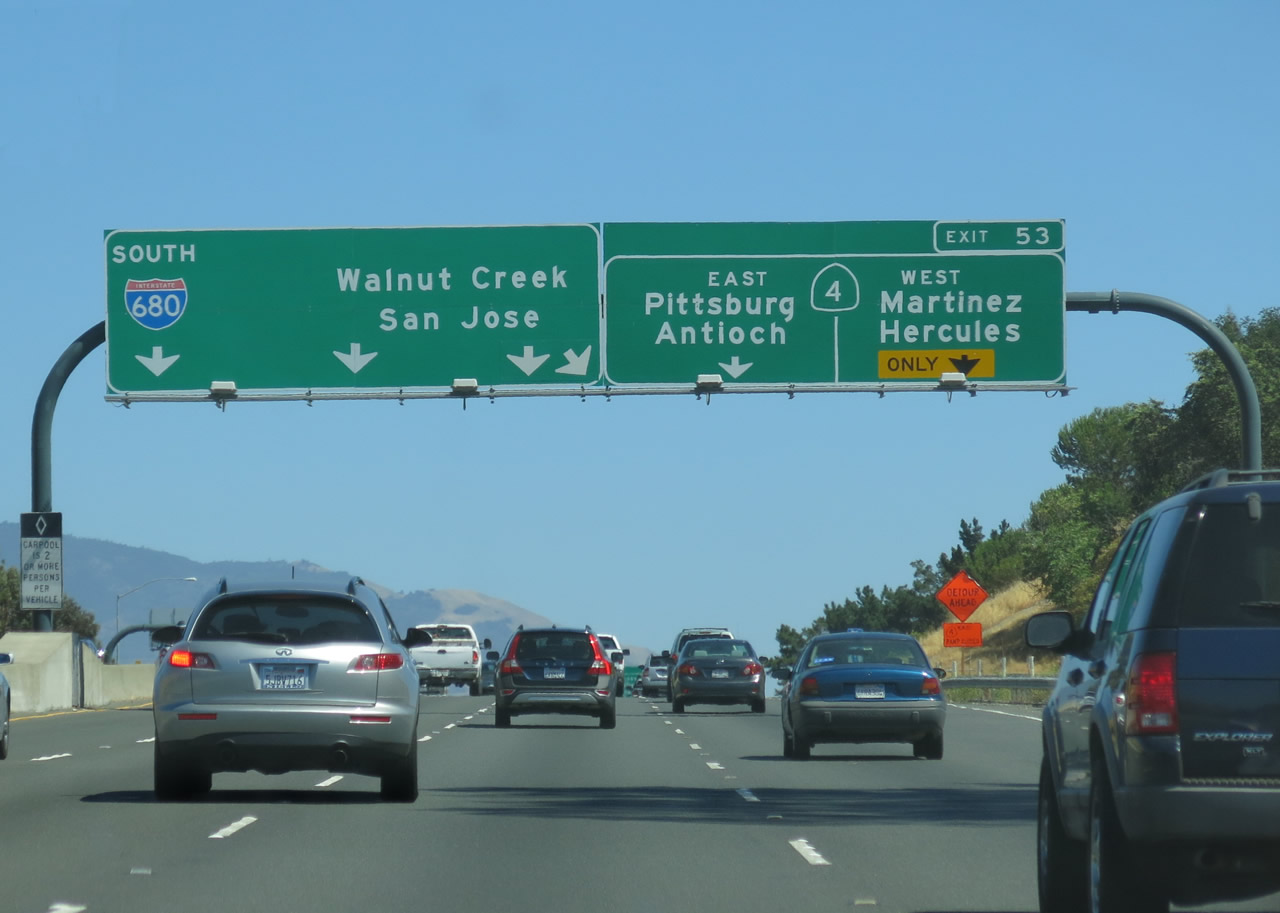 SOUTH
INTERSTATE
680
Walnut Creek
San Jose
EXIT 53
EAST
Pittsburg
Antioch
4
WEST
Martinez
Hercules
ONLY
CARPOOL
IS 2
OR MORE
PERSONS
PER
VEHICLE
DETOUR
AHEAD
EXPLORER